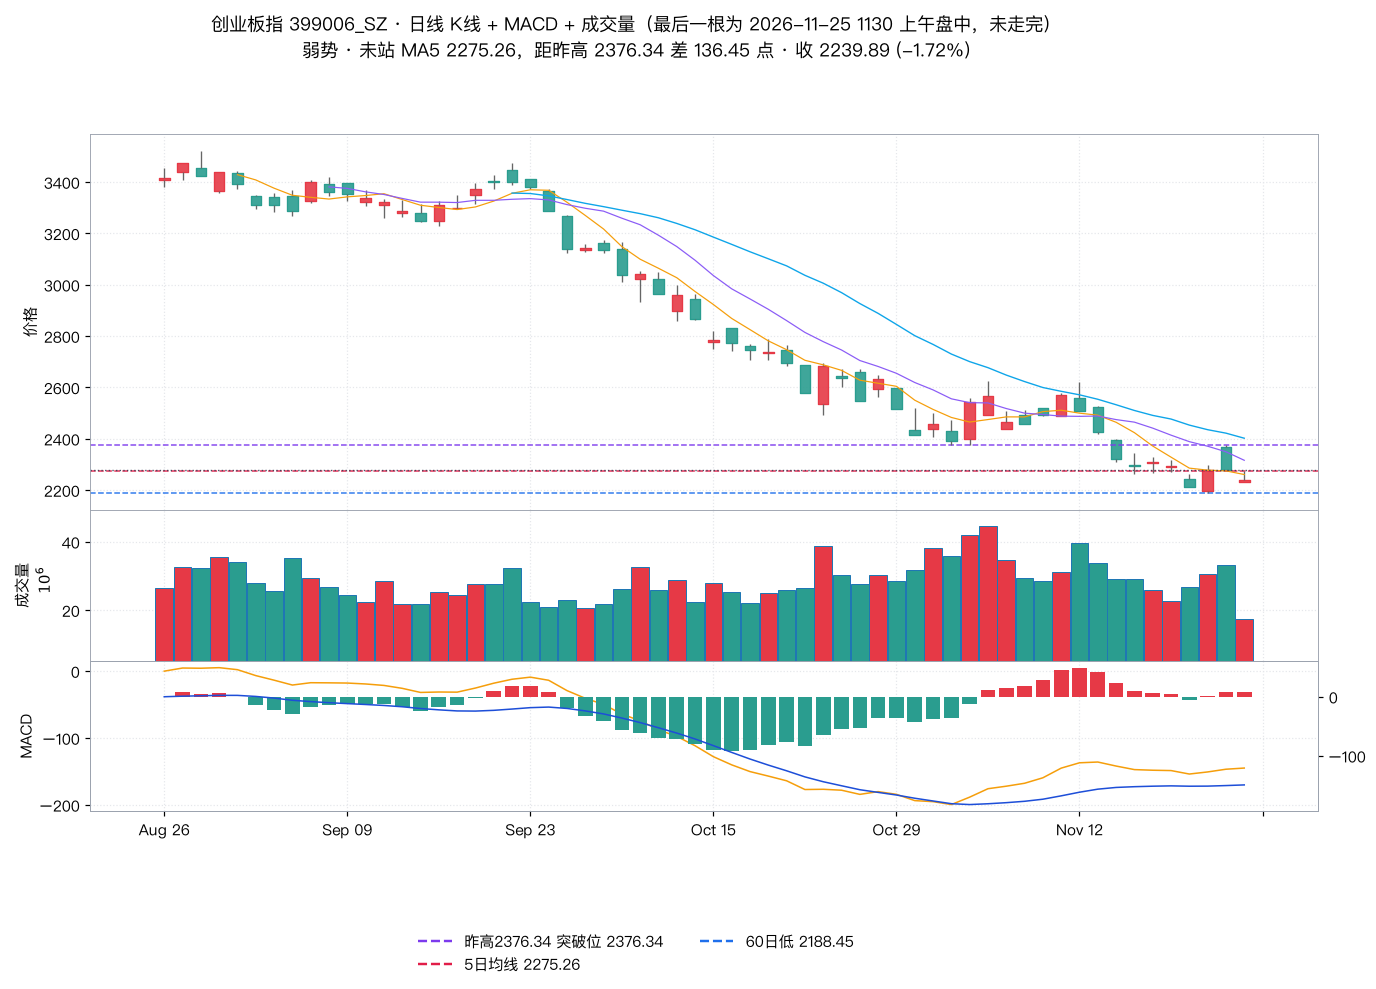 创业板指 399006_SZ · 日线 K线 + MACD + 成交量（最后一根为 2026−11−25 1130 上午盘中，未走完）
弱势 · 未站 MA5 2275.26，距昨高 2376.34 差 136.45 点 · 收 2239.89 (−1.72%)
价格
3400
3200
3000
2800
2600
2400
2200
成交量
10⁶
40
20
MACD
0
−100
−200
0
−100
Aug 26
Sep 09
Sep 23
Oct 15
Oct 29
Nov 12
昨高2376.34 突破位 2376.34
60日低 2188.45
5日均线 2275.26